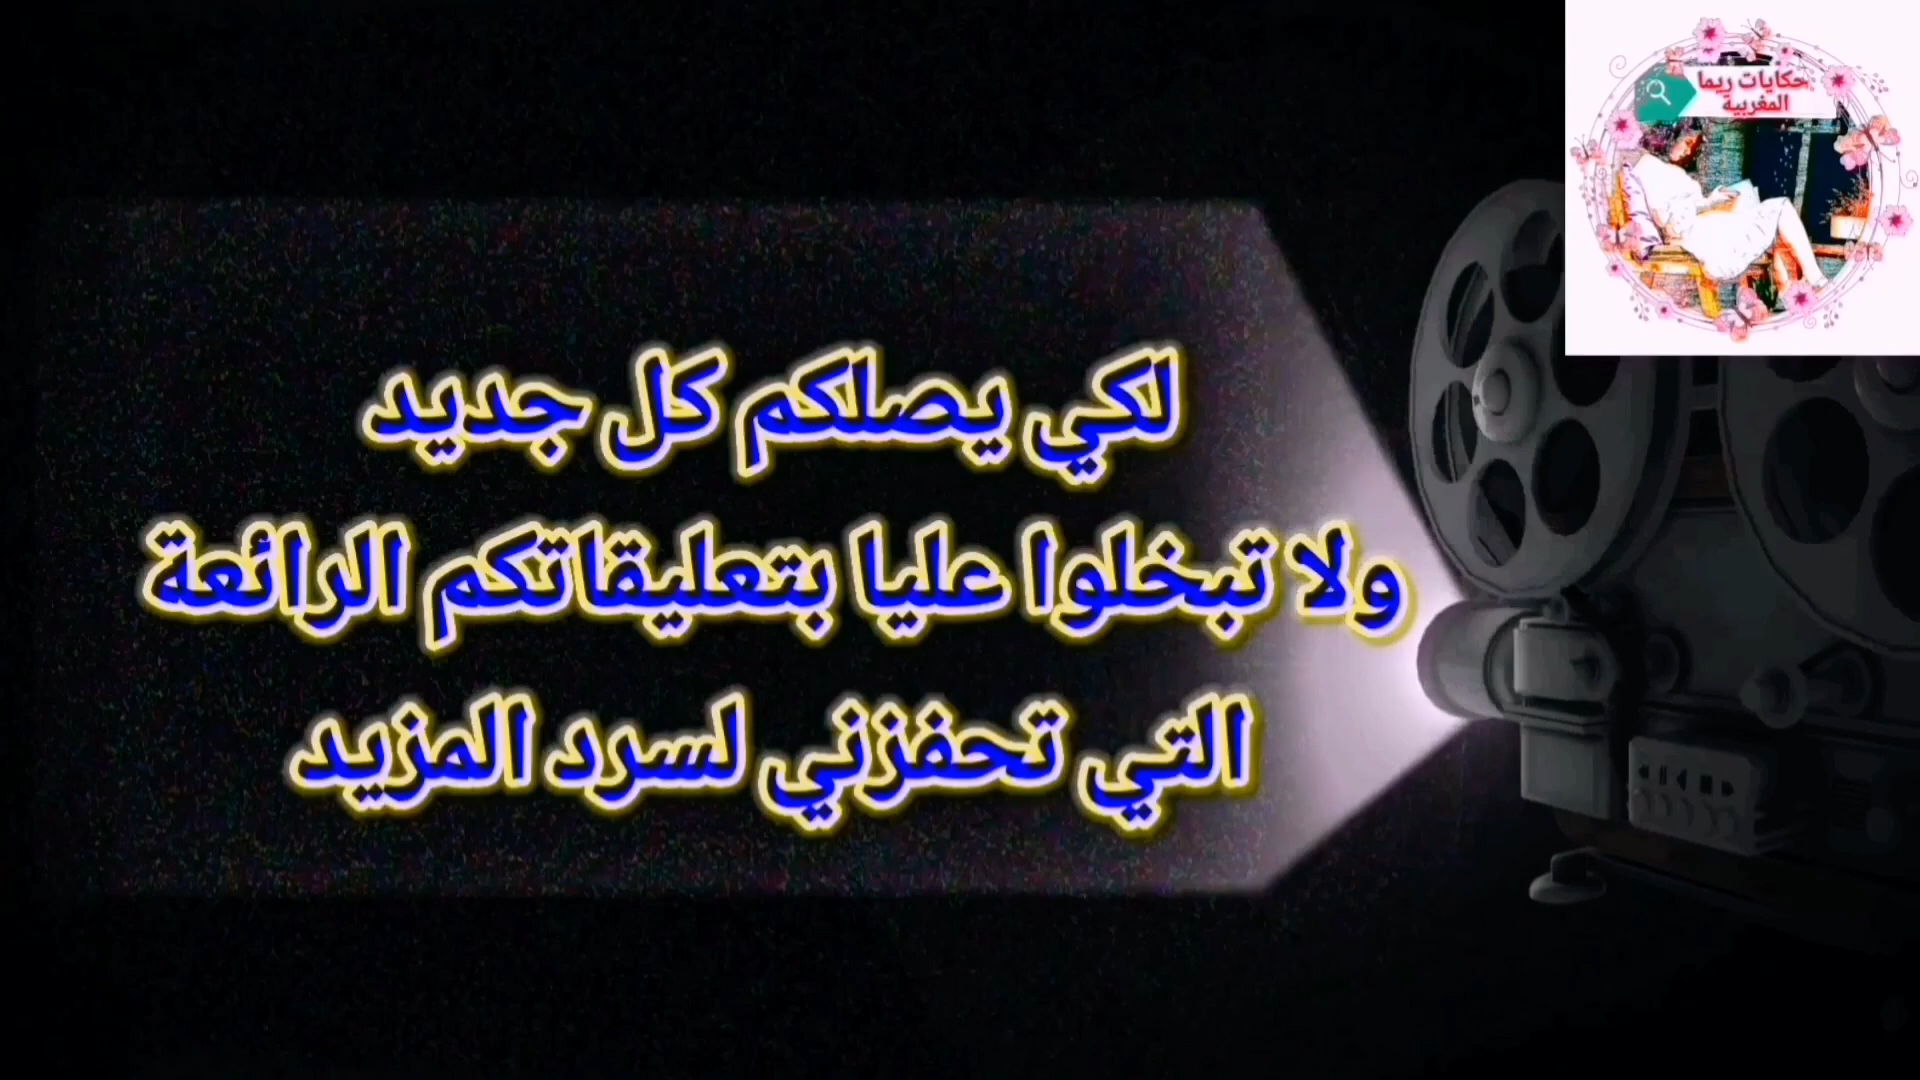 حكايات ريما
المغربية
لكي يصلكم كل جديد
ولا تبخلوا عليا بتعليقاتكم الرائعة
التي تحفزني لسرد المزيد